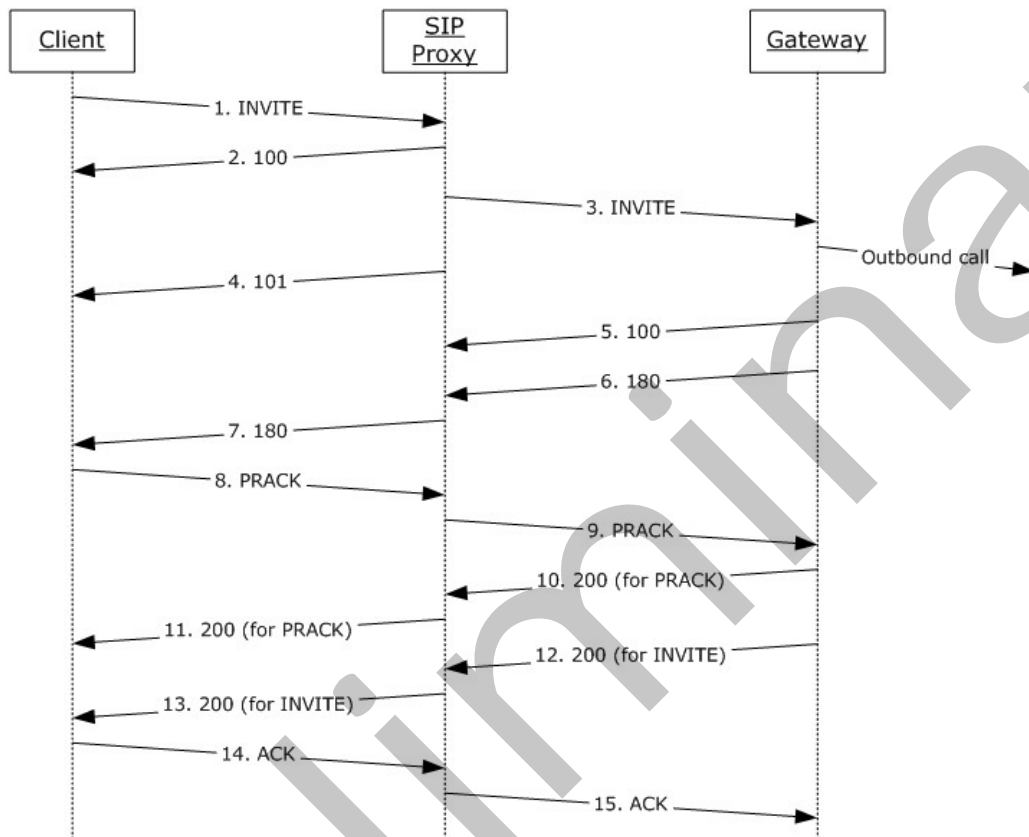 Client
SIP
Proxy
Gateway
1. INVITE
2. 100
3. INVITE
Outbound call
4. 101
5. 100
6. 180
7. 180
8. PRACK
9. PRACK
10. 200 (for PRACK)
11. 200 (for PRACK)
12. 200 (for INVITE)
13. 200 (for INVITE)
14. ACK
15. ACK
limina